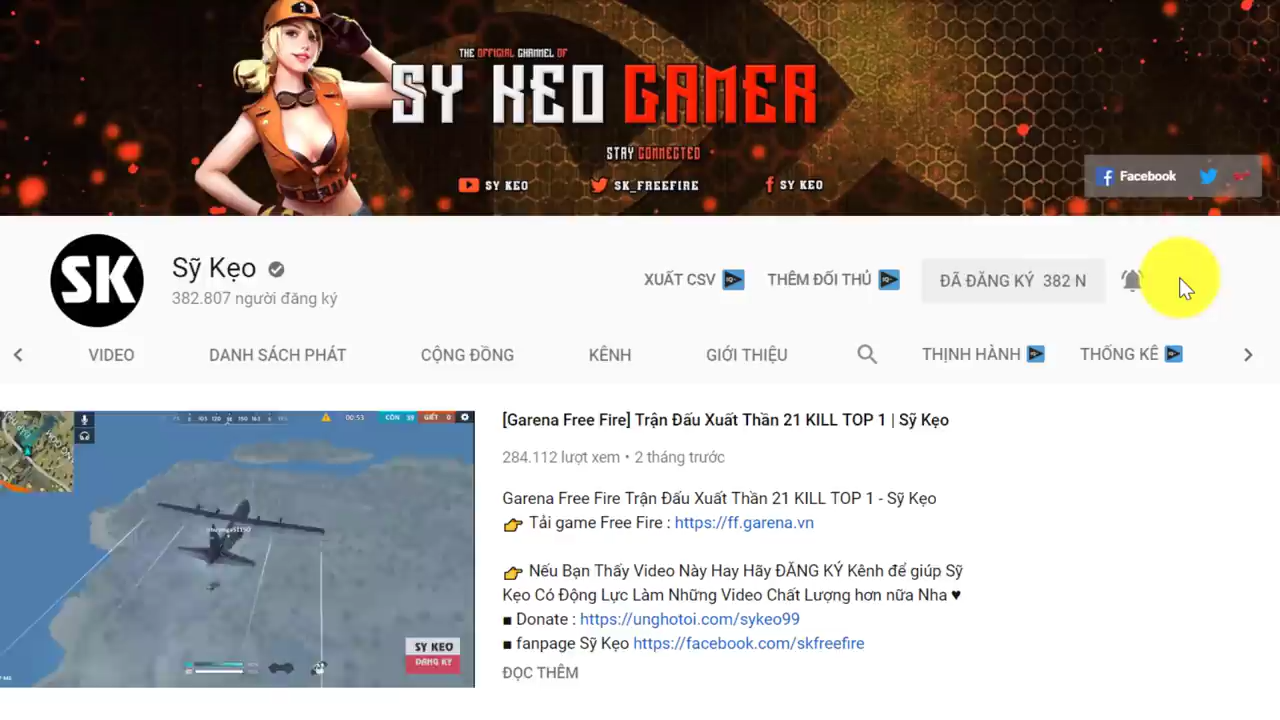 THE OFFICIAL CHANNEL OF
SY KEO GAMER
STAY CONNECTED
SY KEO SK_FREEFIRE SY KEO
Facebook
SK
Sỹ Kẹo
382.807 người đăng ký
XUẤT CSV THÊM ĐỐI THỦ ĐÃ ĐĂNG KÝ 382 N
VIDEO DANH SÁCH PHÁT CỘNG ĐỒNG KÊNH GIỚI THIỆU THỊNH HÀNH THỐNG KÊ
00:53 CÒN 39 GIẾT 0
SY KEO
ĐĂNG KÝ
[Garena Free Fire] Trận Đấu Xuất Thần 21 KILL TOP 1 | Sỹ Kẹo
284.112 lượt xem • 2 tháng trước
Garena Free Fire Trận Đấu Xuất Thần 21 KILL TOP 1 - Sỹ Kẹo
👉 Tải game Free Fire : https://ff.garena.vn
👉 Nếu Bạn Thấy Video Này Hay Hãy ĐĂNG KÝ Kênh để giúp Sỹ
Kẹo Có Động Lực Làm Những Video Chất Lượng hơn nữa Nha ♥
■ Donate : https://unghotoi.com/sykeo99
■ fanpage Sỹ Kẹo https://facebook.com/skfreefire
ĐỌC THÊM